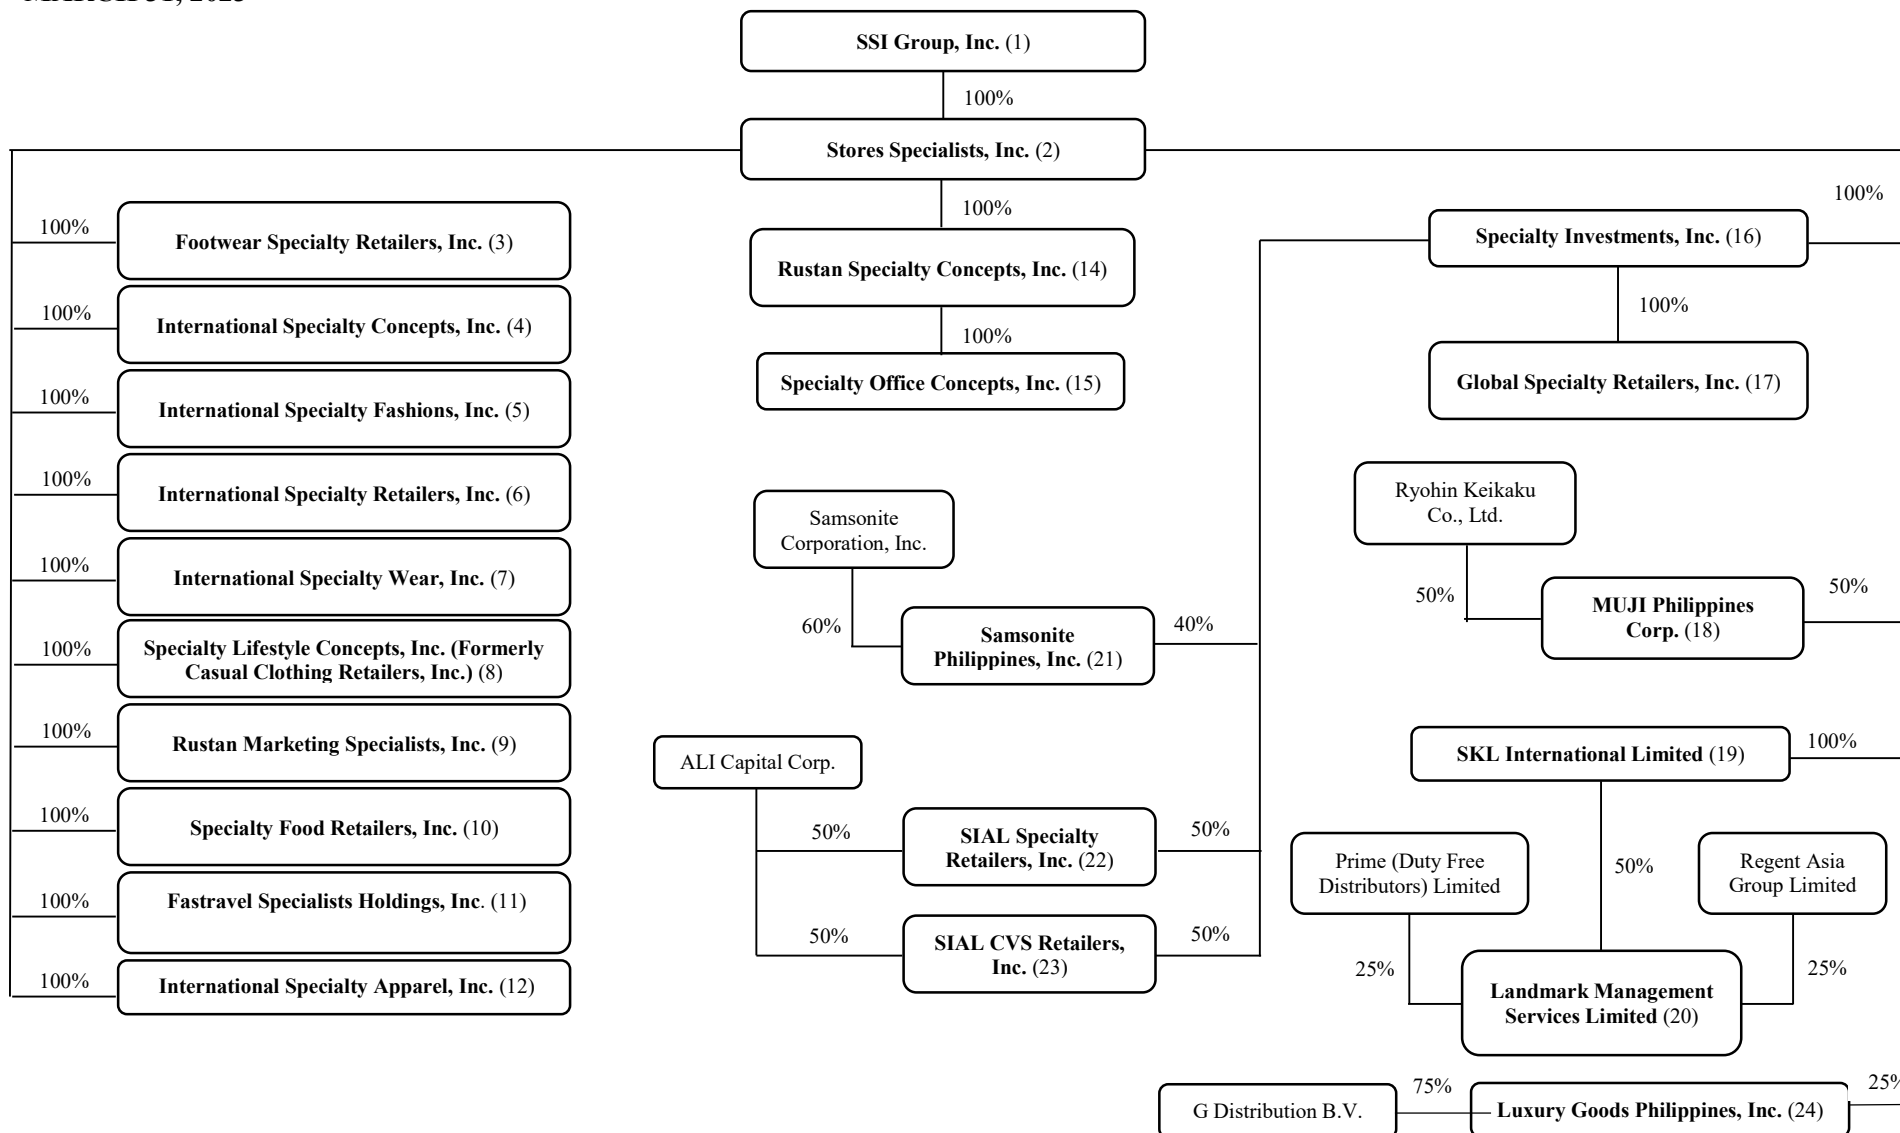 MARCH 31, 2023
SSI Group, Inc. (1)
100%
Stores Specialists, Inc. (2)
100%
Footwear Specialty Retailers, Inc. (3)
100%
International Specialty Concepts, Inc. (4)
100%
International Specialty Fashions, Inc. (5)
100%
International Specialty Retailers, Inc. (6)
100%
International Specialty Wear, Inc. (7)
100%
Specialty Lifestyle Concepts, Inc. (Formerly
Casual Clothing Retailers, Inc.) (8)
100%
Rustan Marketing Specialists, Inc. (9)
100%
Specialty Food Retailers, Inc. (10)
100%
Fastravel Specialists Holdings, Inc. (11)
100%
International Specialty Apparel, Inc. (12)
100%
Rustan Specialty Concepts, Inc. (14)
100%
Specialty Office Concepts, Inc. (15)
Samsonite
Corporation, Inc.
60%
Samsonite
Philippines, Inc. (21)
40%
ALI Capital Corp.
50%
SIAL Specialty
Retailers, Inc. (22)
50%
50%
SIAL CVS Retailers,
Inc. (23)
50%
100%
Specialty Investments, Inc. (16)
100%
Global Specialty Retailers, Inc. (17)
Ryohin Keikaku
Co., Ltd.
50%
MUJI Philippines
Corp. (18)
50%
SKL International Limited (19)
100%
Prime (Duty Free
Distributors) Limited
50%
Regent Asia
Group Limited
25%
25%
Landmark Management
Services Limited (20)
G Distribution B.V.
75%
Luxury Goods Philippines, Inc. (24)
25%